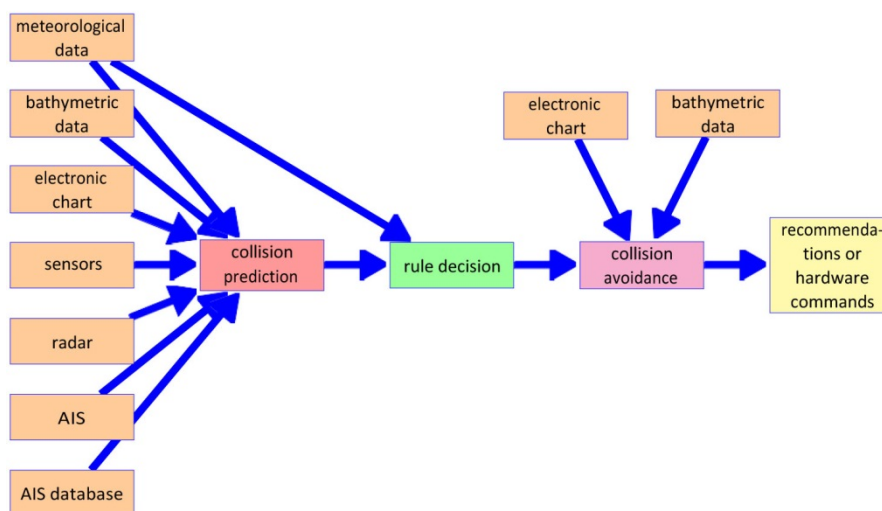 meteorological
data
bathymetric
data
electronic
chart
sensors
radar
AIS
AIS database
collision
prediction
rule decision
electronic
chart
bathymetric
data
collision
avoidance
recommenda-
tions or
hardware
commands